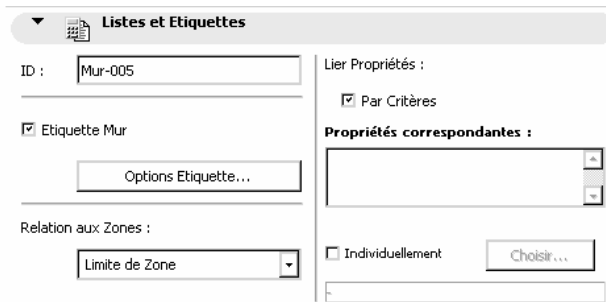 Listes et Etiquettes
ID :
Mur-005
Etiquette Mur
Options Etiquette...
Relation aux Zones :
Limite de Zone
Lier Propriétés :
Par Critères
Propriétés correspondantes :
Individuellement
Choisir...
-